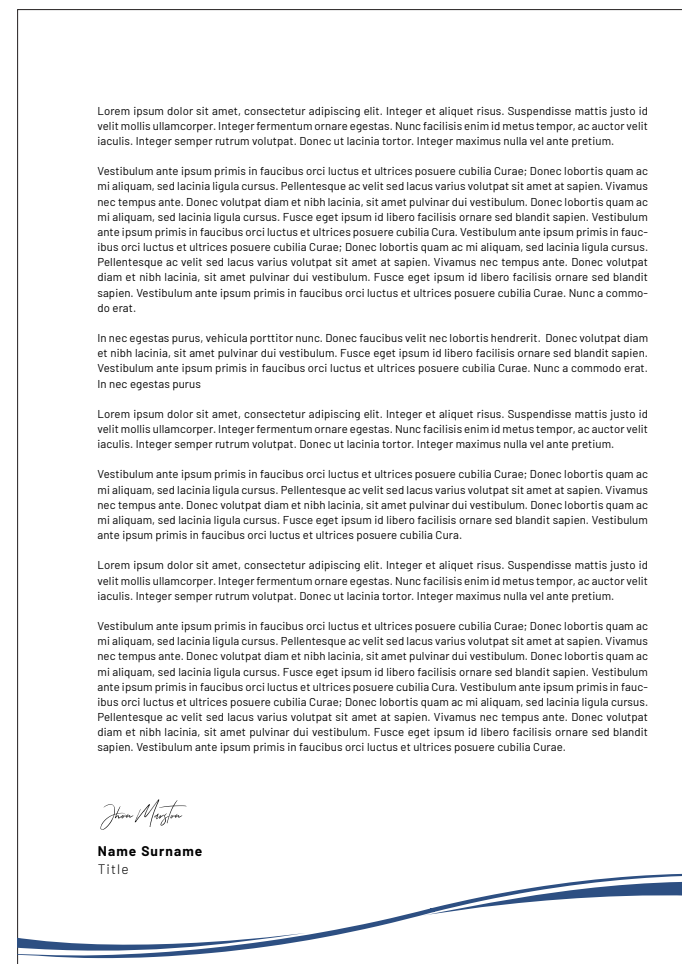 Lorem ipsum dolor sit amet, consectetur adipiscing elit. Integer et aliquet risus. Suspendisse mattis justo id
velit mollis ullamcorper. Integer fermentum ornare egestas. Nunc facilisis enim id metus tempor, ac auctor velit
iaculis. Integer semper rutrum volutpat. Donec ut lacinia tortor. Integer maximus nulla vel ante pretium.
Vestibulum ante ipsum primis in faucibus orci luctus et ultrices posuere cubilia Curae; Donec lobortis quam ac
mi aliquam, sed lacinia ligula cursus. Pellentesque ac velit sed lacus varius volutpat sit amet at sapien. Vivamus
nec tempus ante. Donec volutpat diam et nibh lacinia, sit amet pulvinar dui vestibulum. Donec lobortis quam ac
mi aliquam, sed lacinia ligula cursus. Fusce eget ipsum id libero facilisis ornare sed blandit sapien. Vestibulum
ante ipsum primis in faucibus orci luctus et ultrices posuere cubilia Cura. Vestibulum ante ipsum primis in fauc-
ibus orci luctus et ultrices posuere cubilia Curae; Donec lobortis quam ac mi aliquam, sed lacinia ligula cursus.
Pellentesque ac velit sed lacus varius volutpat sit amet at sapien. Vivamus nec tempus ante. Donec volutpat
diam et nibh lacinia, sit amet pulvinar dui vestibulum. Fusce eget ipsum id libero facilisis ornare sed blandit
sapien. Vestibulum ante ipsum primis in faucibus orci luctus et ultrices posuere cubilia Curae. Nunc a commo-
do erat.
In nec egestas purus, vehicula porttitor nunc. Donec faucibus velit nec lobortis hendrerit. Donec volutpat diam
et nibh lacinia, sit amet pulvinar dui vestibulum. Fusce eget ipsum id libero facilisis ornare sed blandit sapien.
Vestibulum ante ipsum primis in faucibus orci luctus et ultrices posuere cubilia Curae. Nunc a commodo erat.
In nec egestas purus
Lorem ipsum dolor sit amet, consectetur adipiscing elit. Integer et aliquet risus. Suspendisse mattis justo id
velit mollis ullamcorper. Integer fermentum ornare egestas. Nunc facilisis enim id metus tempor, ac auctor velit
iaculis. Integer semper rutrum volutpat. Donec ut lacinia tortor. Integer maximus nulla vel ante pretium.
Vestibulum ante ipsum primis in faucibus orci luctus et ultrices posuere cubilia Curae; Donec lobortis quam ac
mi aliquam, sed lacinia ligula cursus. Pellentesque ac velit sed lacus varius volutpat sit amet at sapien. Vivamus
nec tempus ante. Donec volutpat diam et nibh lacinia, sit amet pulvinar dui vestibulum. Donec lobortis quam ac
mi aliquam, sed lacinia ligula cursus. Fusce eget ipsum id libero facilisis ornare sed blandit sapien. Vestibulum
ante ipsum primis in faucibus orci luctus et ultrices posuere cubilia Cura.
Lorem ipsum dolor sit amet, consectetur adipiscing elit. Integer et aliquet risus. Suspendisse mattis justo id
velit mollis ullamcorper. Integer fermentum ornare egestas. Nunc facilisis enim id metus tempor, ac auctor velit
iaculis. Integer semper rutrum volutpat. Donec ut lacinia tortor. Integer maximus nulla vel ante pretium.
Vestibulum ante ipsum primis in faucibus orci luctus et ultrices posuere cubilia Curae; Donec lobortis quam ac
mi aliquam, sed lacinia ligula cursus. Pellentesque ac velit sed lacus varius volutpat sit amet at sapien. Vivamus
nec tempus ante. Donec volutpat diam et nibh lacinia, sit amet pulvinar dui vestibulum. Donec lobortis quam ac
mi aliquam, sed lacinia ligula cursus. Fusce eget ipsum id libero facilisis ornare sed blandit sapien. Vestibulum
ante ipsum primis in faucibus orci luctus et ultrices posuere cubilia Cura. Vestibulum ante ipsum primis in fauc-
ibus orci luctus et ultrices posuere cubilia Curae; Donec lobortis quam ac mi aliquam, sed lacinia ligula cursus.
Pellentesque ac velit sed lacus varius volutpat sit amet at sapien. Vivamus nec tempus ante. Donec volutpat
diam et nibh lacinia, sit amet pulvinar dui vestibulum. Fusce eget ipsum id libero facilisis ornare sed blandit
sapien. Vestibulum ante ipsum primis in faucibus orci luctus et ultrices posuere cubilia Curae.
Jhon Marston
Name Surname
Title